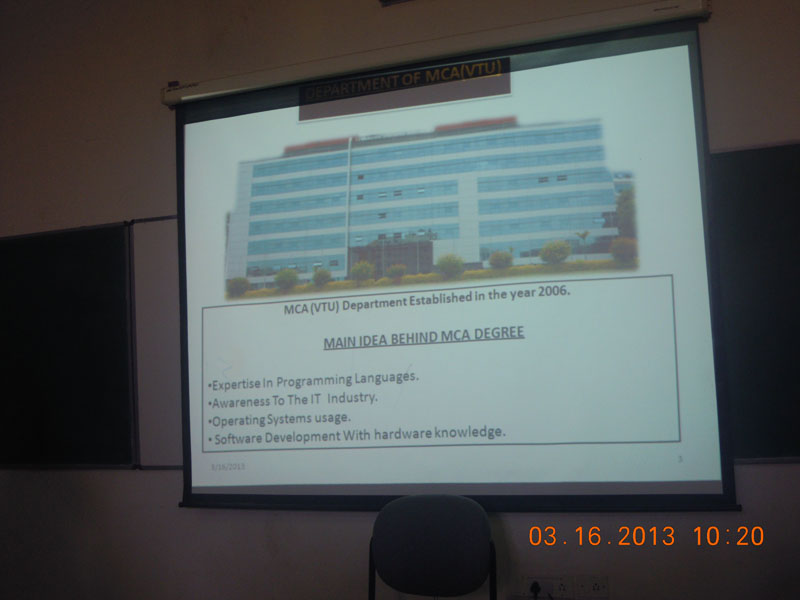 DEPARTMENT OF MCA(VTU)
MCA (VTU) Department Established in the year 2006.
MAIN IDEA BEHIND MCA DEGREE
•Expertise In Programming Languages.
•Awareness To The IT Industry.
•Operating Systems usage.
• Software Development With hardware knowledge.
3/16/2013 3
03.16.2013 10:20